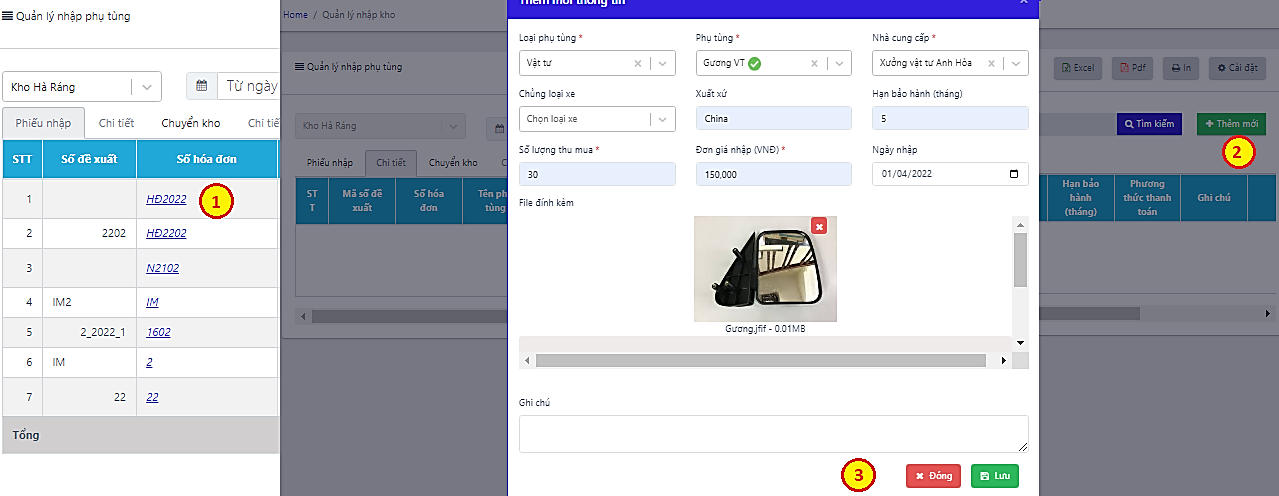 Quản lý nhập phụ tùng
Kho Hà Ráng
Từ ngày
Phiếu nhập Chi tiết Chuyển kho Chi tiế
STT Số đề xuất Số hóa đơn
1 HĐ2022 1
2 2202 HĐ2202
3 N2102
4 IM2 IM
5 2_2022_1 1602
6 IM 2
7 22 22
Tổng
Home / Quản lý nhập kho
Quản lý nhập phụ tùng
Kho Hà Ráng
Phiếu nhập Chi tiết Chuyển kho C
ST
T
Mã số đề
xuất
Số hóa
đơn
Tên ph
tùng
Thêm mới thông tin
Loại phụ tùng *
Vật tư
Phụ tùng *
Gương VT
Nhà cung cấp *
Xưởng vật tư Anh Hòa
Chủng loại xe
Chọn loại xe
Xuất xứ
China
Hạn bảo hành (tháng)
5
Số lượng thu mua *
30
Đơn giá nhập (VNĐ) *
150,000
Ngày nhập
01/04/2022
File đính kèm
Gương.jfif - 0.01MB
Ghi chú
3
Đóng
Lưu
Excel Pdf In Cài đặt
Tìm kiếm Thêm mới
2
Hạn bảo
hành
(tháng)
Phương
thức thanh
toán
Ghi chú